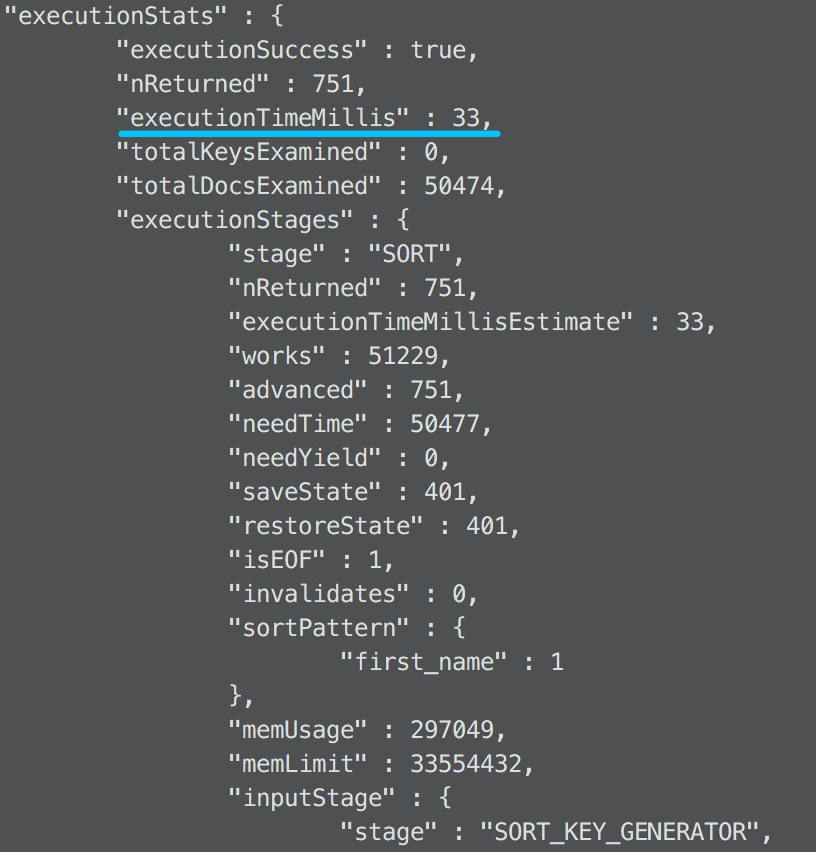 "executionStats" : {
"executionSuccess" : true,
"nReturned" : 751,
"executionTimeMillis" : 33,
"totalKeysExamined" : 0,
"totalDocsExamined" : 50474,
"executionStages" : {
"stage" : "SORT",
"nReturned" : 751,
"executionTimeMillisEstimate" : 33,
"works" : 51229,
"advanced" : 751,
"needTime" : 50477,
"needYield" : 0,
"saveState" : 401,
"restoreState" : 401,
"isEOF" : 1,
"invalidates" : 0,
"sortPattern" : {
"first_name" : 1
},
"memUsage" : 297049,
"memLimit" : 33554432,
"inputStage" : {
"stage" : "SORT_KEY_GENERATOR",